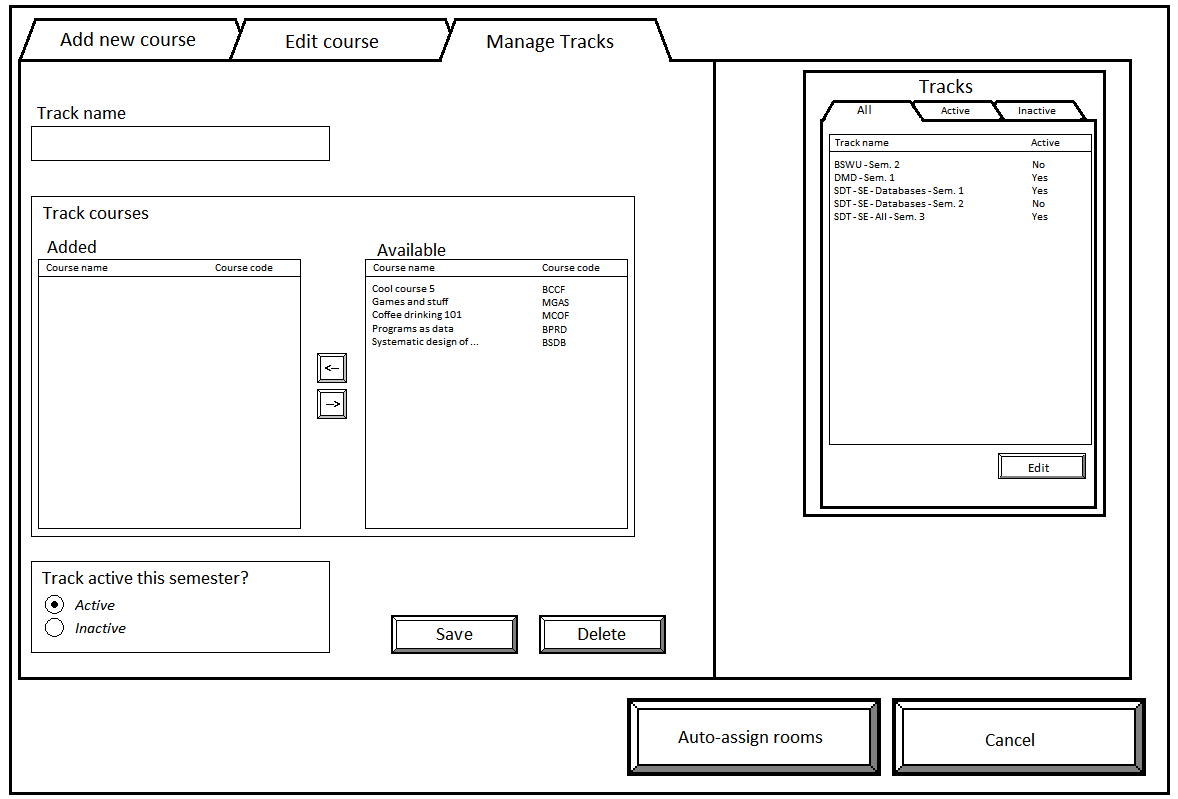 Add new course
Edit course
Manage Tracks
Track name
Track courses
Added
Course name Course code
<-
->
Available
Course name Course code
Cool course 5 BCCF
Games and stuff MGAS
Coffee drinking 101 MCOF
Programs as data BPRD
Systematic design of ... BSDB
Track active this semester?
Active
Inactive
Save
Delete
Tracks
All
Active
Inactive
Track name Active
BSWU - Sem. 2 No
DMD - Sem. 1 Yes
SDT - SE - Databases - Sem. 1 Yes
SDT - SE - Databases - Sem. 2 No
SDT - SE - All - Sem. 3 Yes
Edit
Auto-assign rooms
Cancel